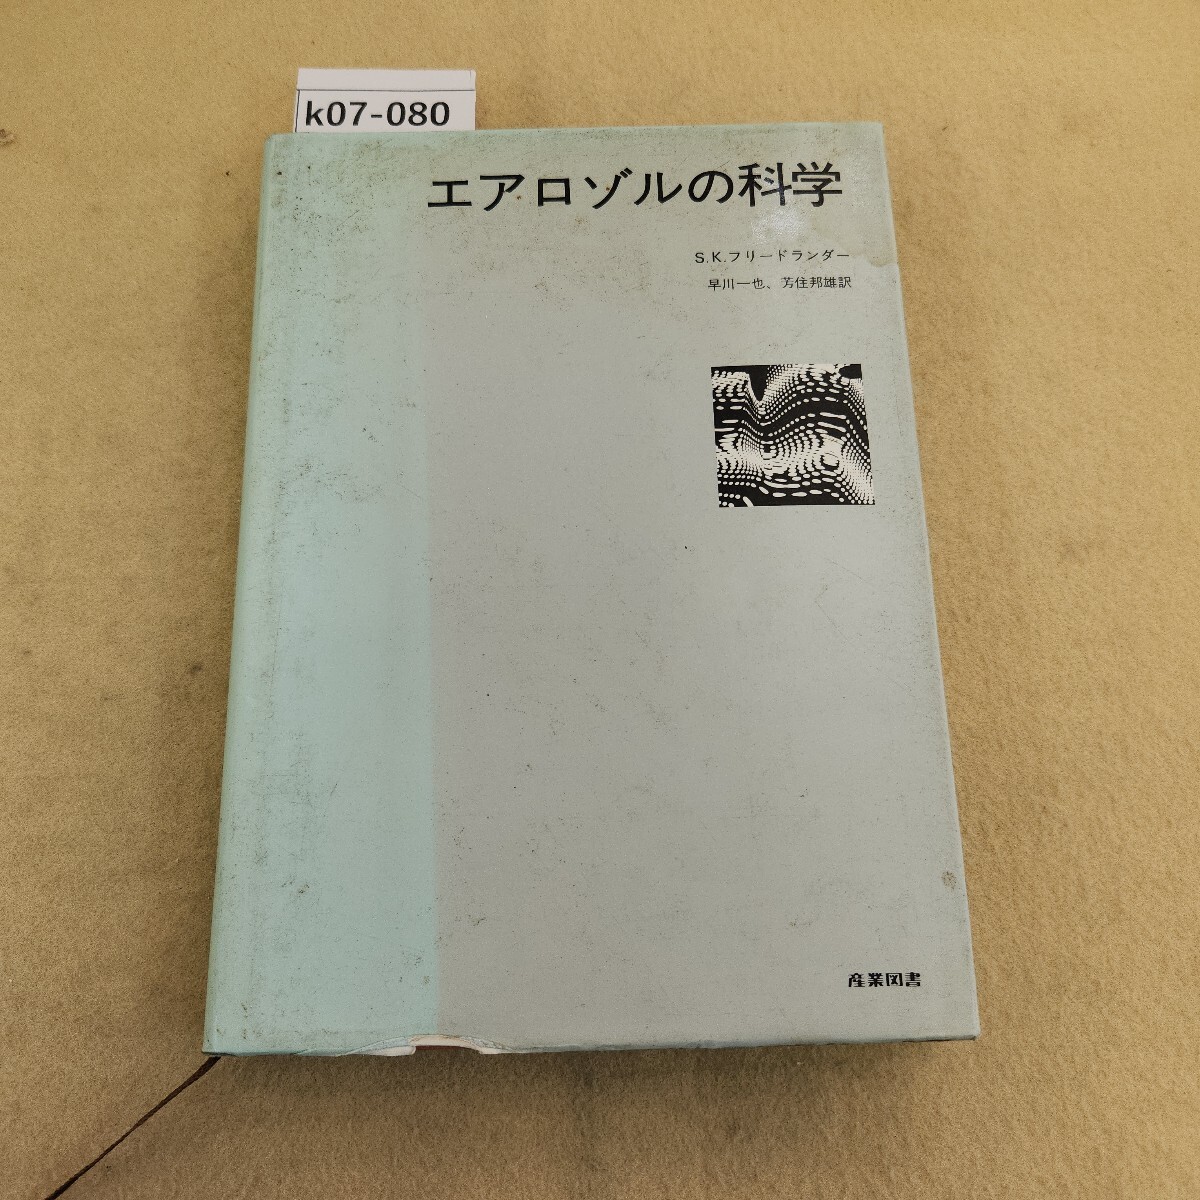 k07-080
エアロゾルの科学
S.K.フリードランダー
早川一也、芳住邦雄訳
産業図書